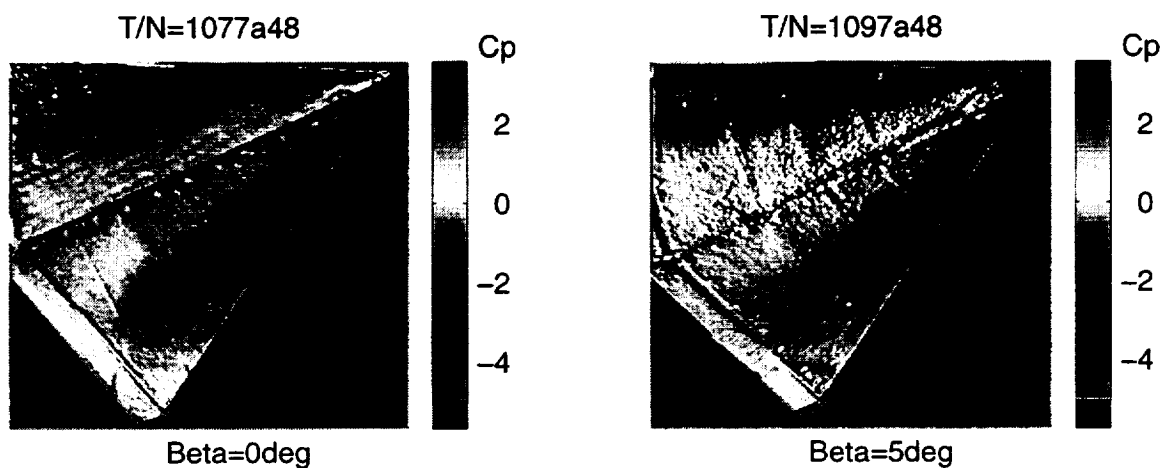 T/N=1077a48
Cp
2
0
−2
−4
Beta=0deg
T/N=1097a48
Cp
2
0
−2
−4
Beta=5deg